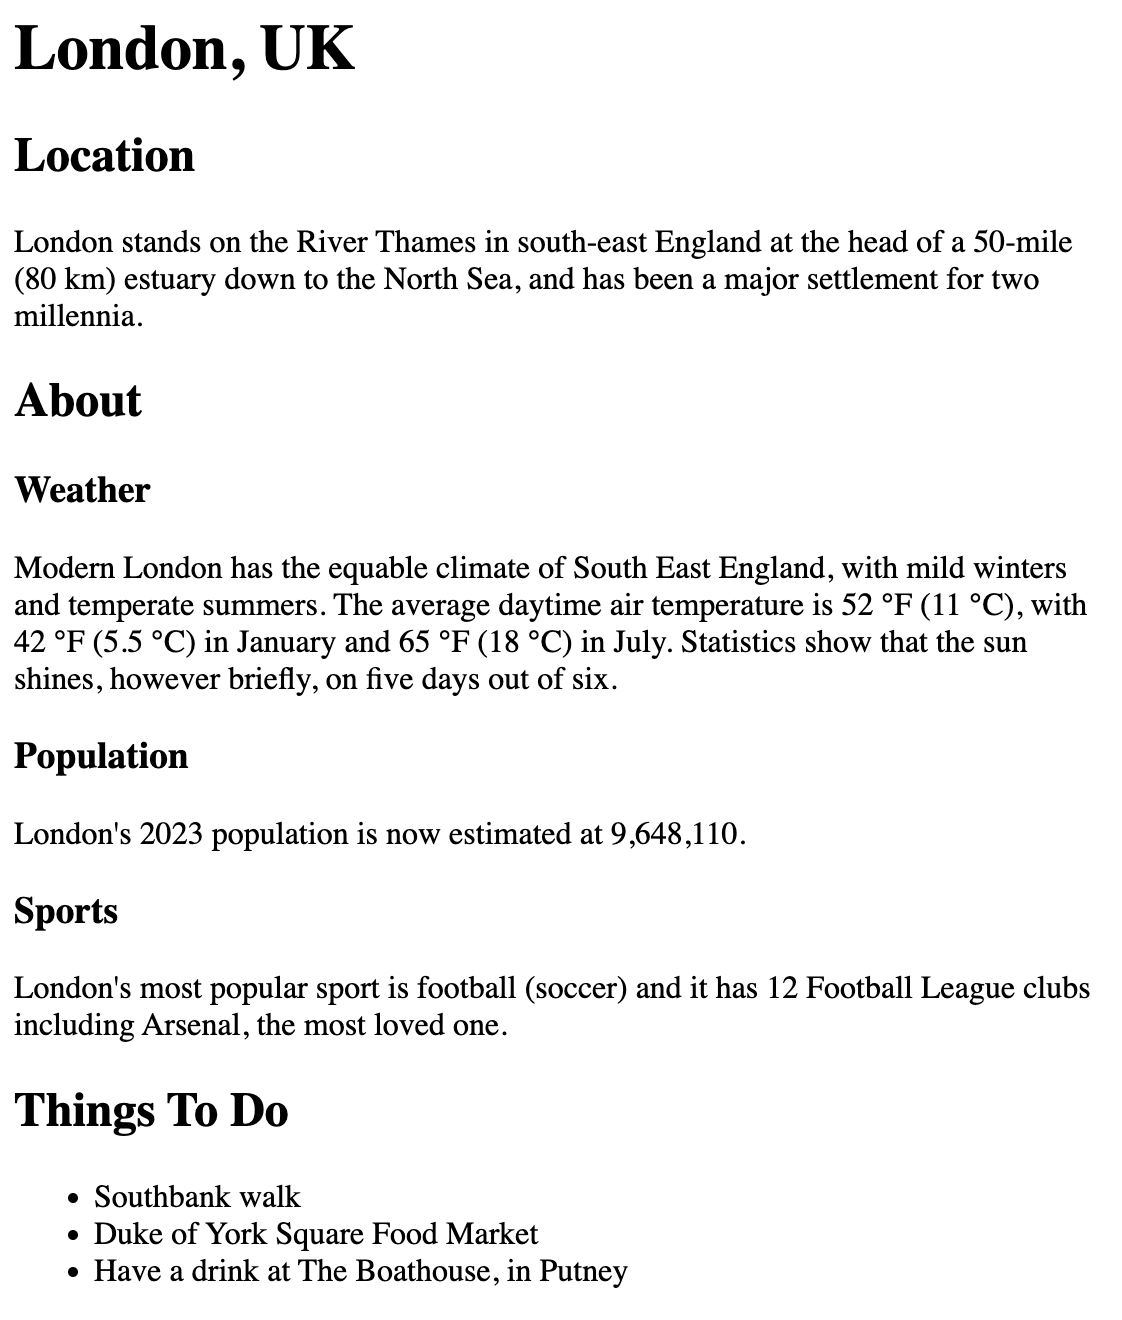 London, UK
Location
London stands on the River Thames in south-east England at the head of a 50-mile
(80 km) estuary down to the North Sea, and has been a major settlement for two
millennia.
About
Weather
Modern London has the equable climate of South East England, with mild winters
and temperate summers. The average daytime air temperature is 52 °F (11 °C), with
42 °F (5.5 °C) in January and 65 °F (18 °C) in July. Statistics show that the sun
shines, however briefly, on five days out of six.
Population
London's 2023 population is now estimated at 9,648,110.
Sports
London's most popular sport is football (soccer) and it has 12 Football League clubs
including Arsenal, the most loved one.
Things To Do
• Southbank walk
• Duke of York Square Food Market
• Have a drink at The Boathouse, in Putney